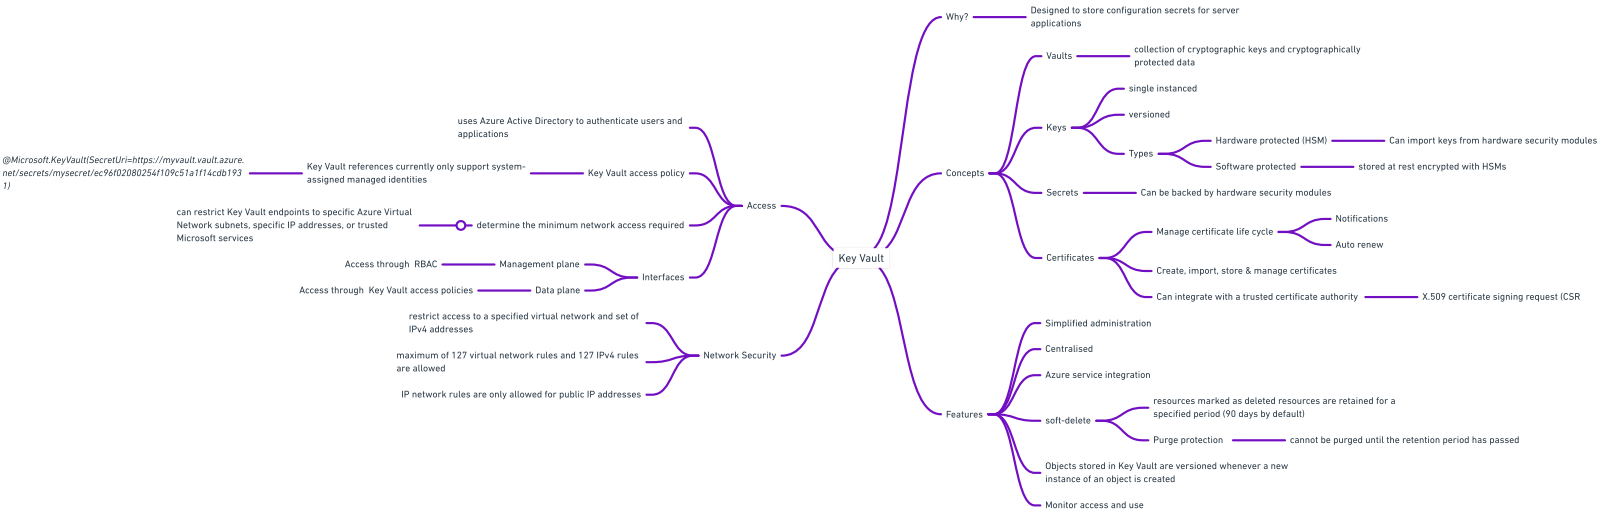 Key Vault
Why?
Designed to store configuration secrets for server
applications
Concepts
Vaults
collection of cryptographic keys and cryptographically
protected data
Keys
single instanced
versioned
Types
Hardware protected (HSM)
Can import keys from hardware security modules
Software protected
stored at rest encrypted with HSMs
Secrets
Can be backed by hardware security modules
Certificates
Manage certificate life cycle
Notifications
Auto renew
Create, import, store & manage certificates
Can integrate with a trusted certificate authority
X.509 certificate signing request (CSR
Features
Simplified administration
Centralised
Azure service integration
soft-delete
resources marked as deleted resources are retained for a
specified period (90 days by default)
Purge protection
cannot be purged until the retention period has passed
Objects stored in Key Vault are versioned whenever a new
instance of an object is created
Monitor access and use
Access
uses Azure Active Directory to authenticate users and
applications
Key Vault access policy
Key Vault references currently only support system-
assigned managed identities
@Microsoft.KeyVault(SecretUri=https://myvault.vault.azure.
net/secrets/mysecret/ec96f02080254f109c51a1f14cdb193
1)
determine the minimum network access required
can restrict Key Vault endpoints to specific Azure Virtual
Network subnets, specific IP addresses, or trusted
Microsoft services
Interfaces
Management plane
Access through RBAC
Data plane
Access through Key Vault access policies
Network Security
restrict access to a specified virtual network and set of
IPv4 addresses
maximum of 127 virtual network rules and 127 IPv4 rules
are allowed
IP network rules are only allowed for public IP addresses